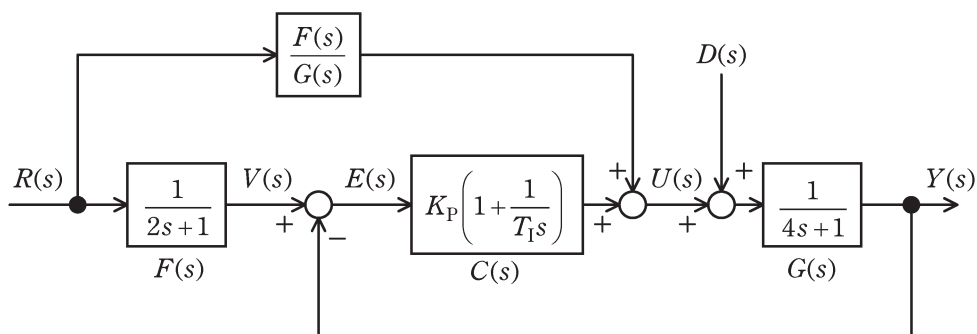 F(s)
G(s)
D(s)
R(s)
1
2s+1
F(s)
V(s)
+
−
E(s)
K_P(1+1/(T_I s))
C(s)
+
+
U(s)
+
+
1
4s+1
G(s)
Y(s)